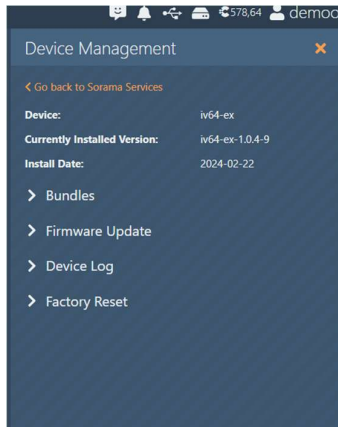 €578,64 democ
Device Management
Go back to Sorama Services
Device: iv64-ex
Currently Installed Version: iv64-ex-1.0.4-9
Install Date: 2024-02-22
Bundles
Firmware Update
Device Log
Factory Reset